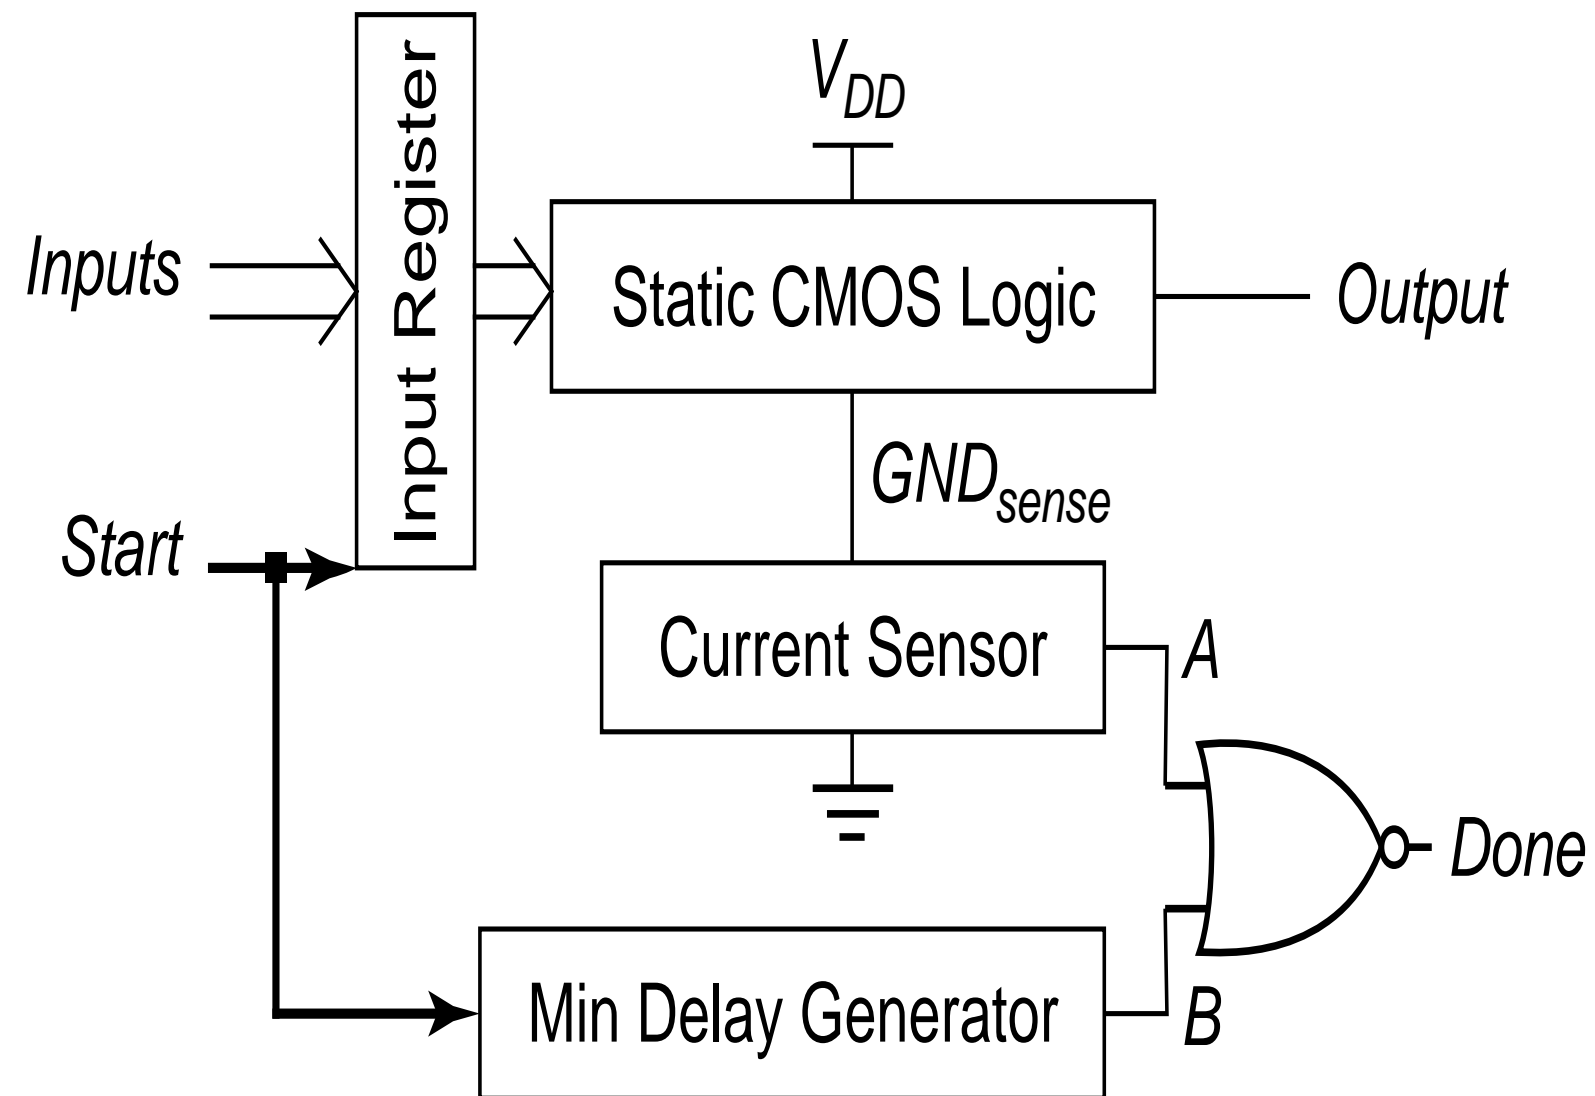 V_DD
Input Register
Inputs
Static CMOS Logic
Output
GND_sense
Start
Current Sensor
A
Done
Min Delay Generator
B